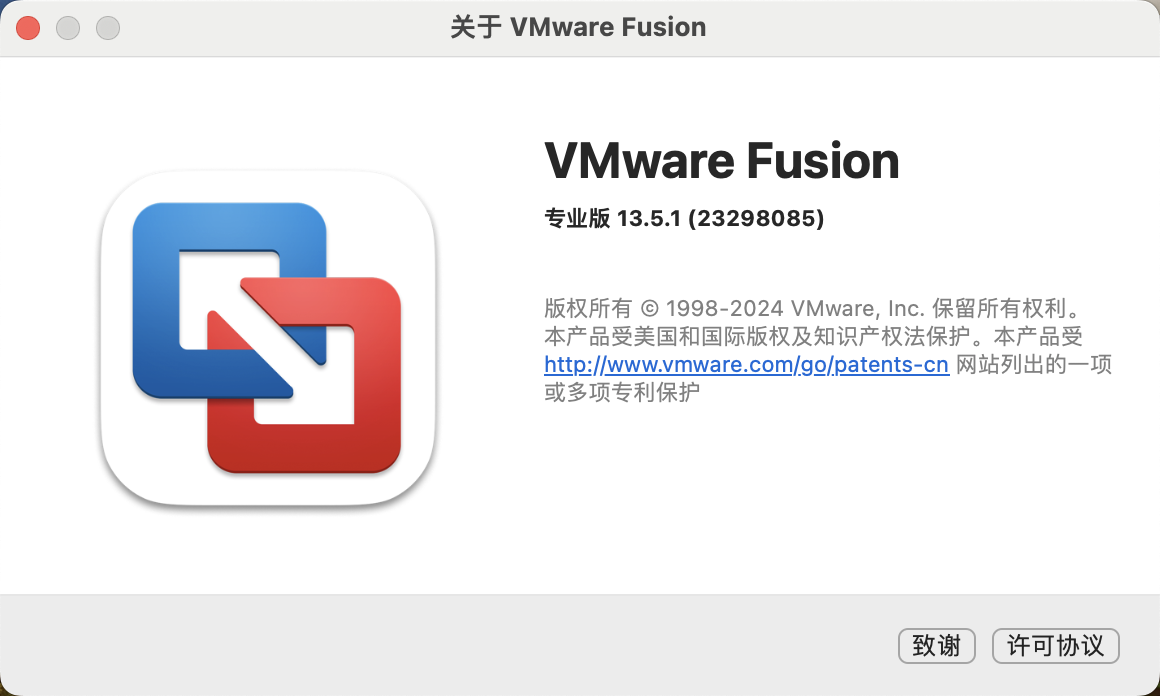 关于 VMware Fusion
VMware Fusion
专业版 13.5.1 (23298085)
版权所有 © 1998-2024 VMware, Inc. 保留所有权利。
本产品受美国和国际版权及知识产权法保护。本产品受
http://www.vmware.com/go/patents-cn 网站列出的一项
或多项专利保护
致谢
许可协议